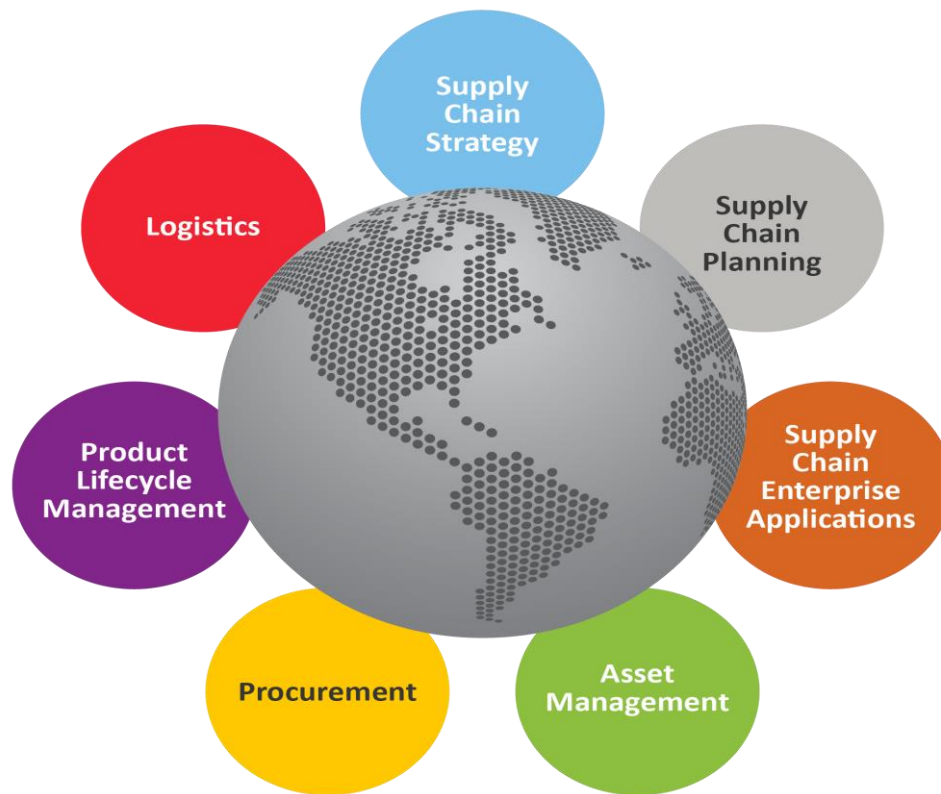 Supply
Chain
Strategy
Supply
Chain
Planning
Supply
Chain
Enterprise
Applications
Asset
Management
Procurement
Product
Lifecycle
Management
Logistics